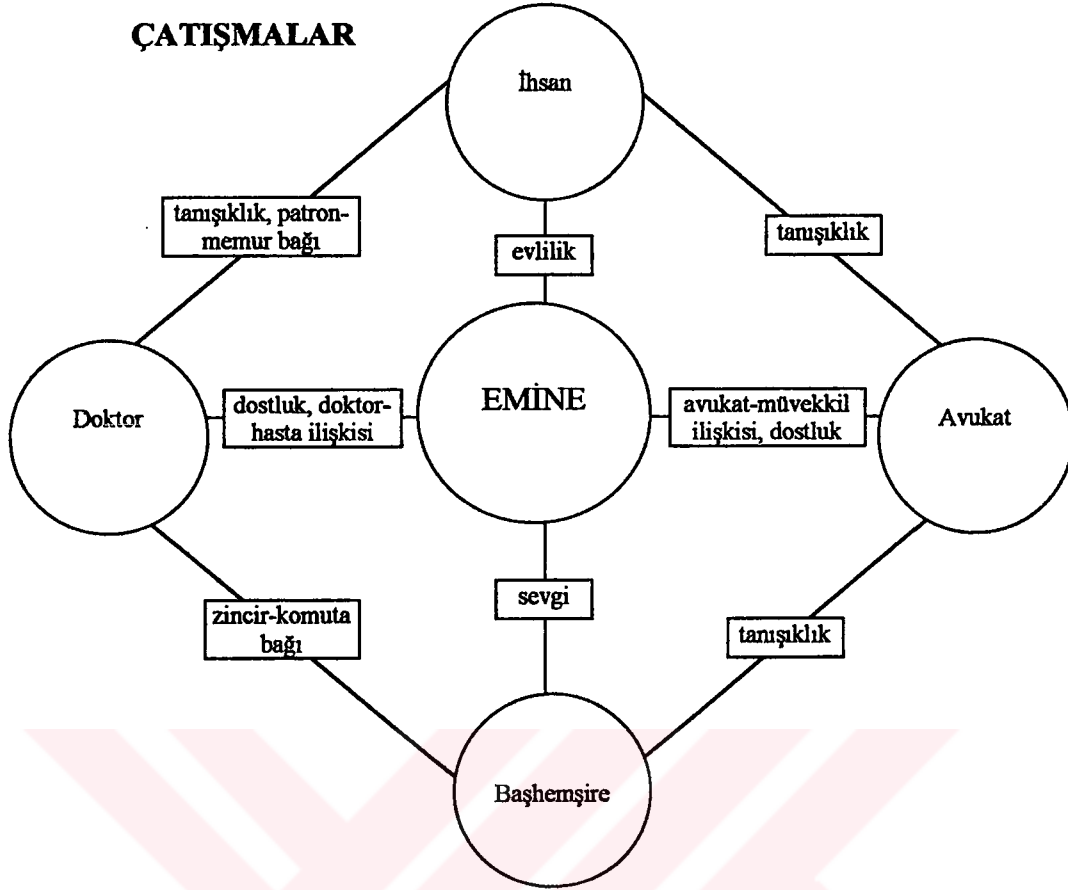 ÇATIŞMALAR
İhsan
tanışıklık, patron-
memur bağı
evlilik
tanışıklık
Doktor
dostluk, doktor-
hasta ilişkisi
EMİNE
avukat-müvekkil
ilişkisi, dostluk
Avukat
zincir-komuta
bağı
sevgi
tanışıklık
Başhemşire